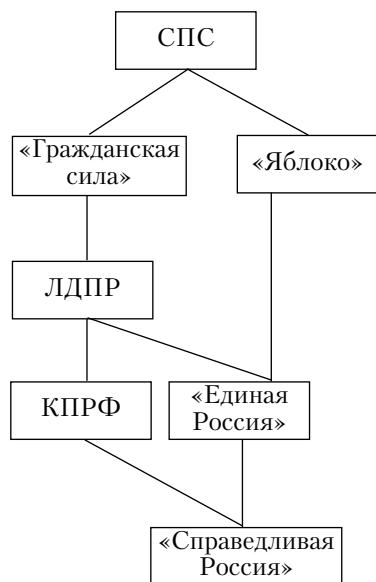 СПС
«Гражданская
сила»
«Яблоко»
ЛДПР
КПРФ
«Единая
Россия»
«Справедливая
Россия»